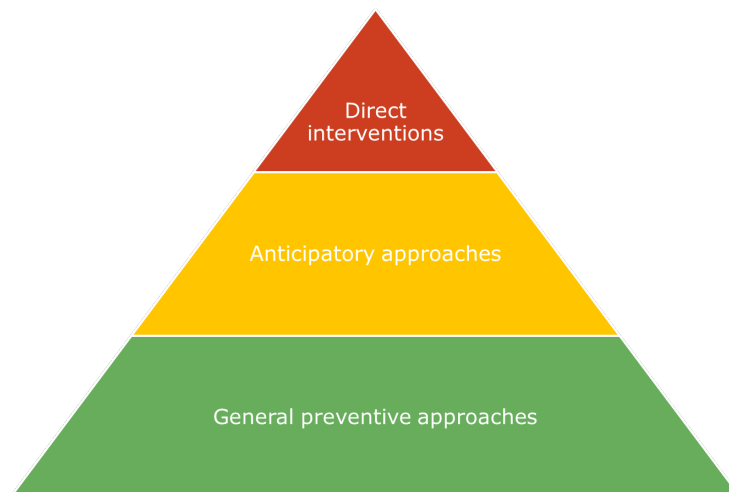 Direct
interventions
Anticipatory approaches
General preventive approaches